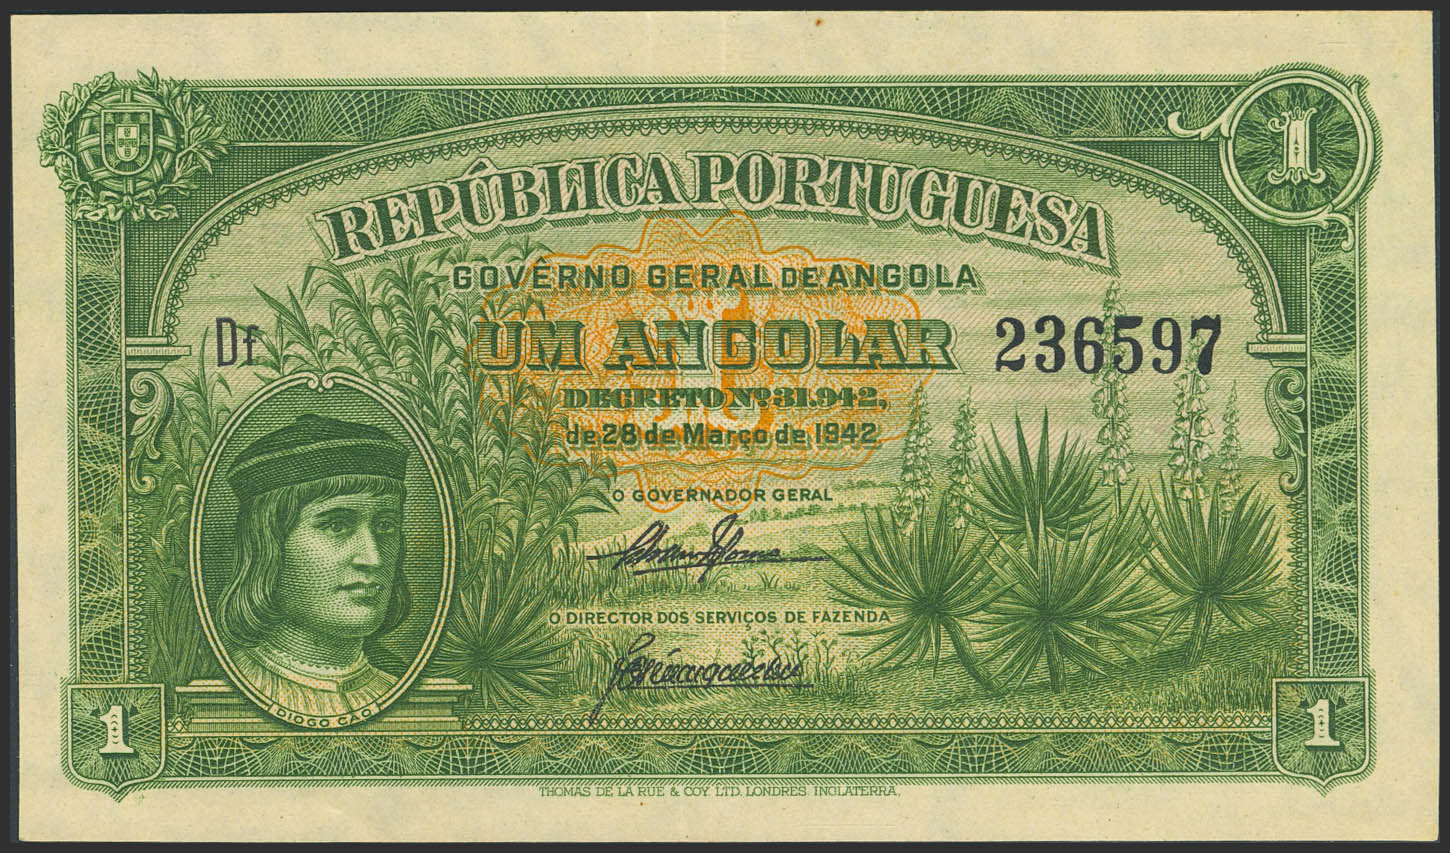 1
REPÚBLICA PORTUGUESA
GOVÊRNO GERAL DE ANGOLA
UM ANGOLAR
Df
236597
DECRETO Nº 31.942,
de 28 de Março de 1942
O GOVERNADOR GERAL
O DIRECTOR DOS SERVIÇOS DE FAZENDA
DIOGO CÃO
1
1
THOMAS DE LA RUE & COY. LTD. LONDRES. INGLATERRA.